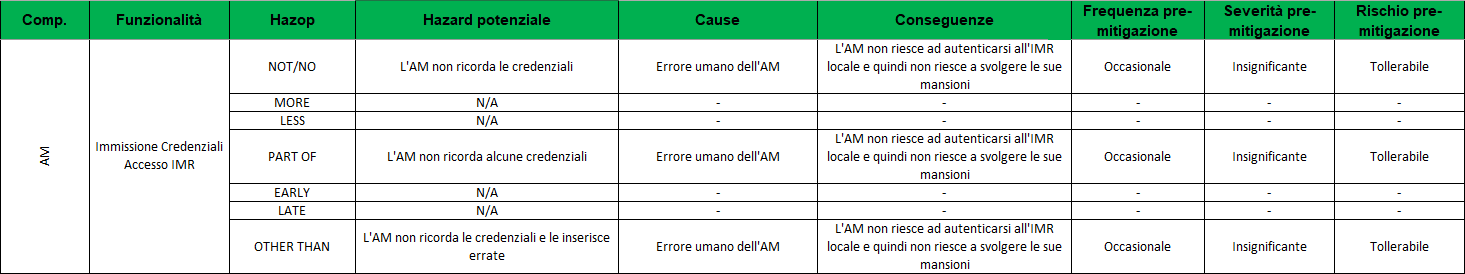 Comp. Funzionalità Hazop Hazard potenziale Cause Conseguenze Frequenza pre-mitigazione Severità pre-mitigazione Rischio pre-mitigazione
AM
Immissione Credenziali
Accesso IMR
NOT/NO L'AM non ricorda le credenziali Errore umano dell'AM L'AM non riesce ad autenticarsi all'IMR
locale e quindi non riesce a svolgere le sue
mansioni Occasionale Insignificante Tollerabile
MORE N/A - - - - -
LESS N/A - - - - -
PART OF L'AM non ricorda alcune credenziali Errore umano dell'AM L'AM non riesce ad autenticarsi all'IMR
locale e quindi non riesce a svolgere le sue
mansioni Occasionale Insignificante Tollerabile
EARLY N/A - - - - -
LATE N/A - - - - -
OTHER THAN L'AM non ricorda le credenziali e le inserisce
errate Errore umano dell'AM L'AM non riesce ad autenticarsi all'IMR
locale e quindi non riesce a svolgere le sue
mansioni Occasionale Insignificante Tollerabile